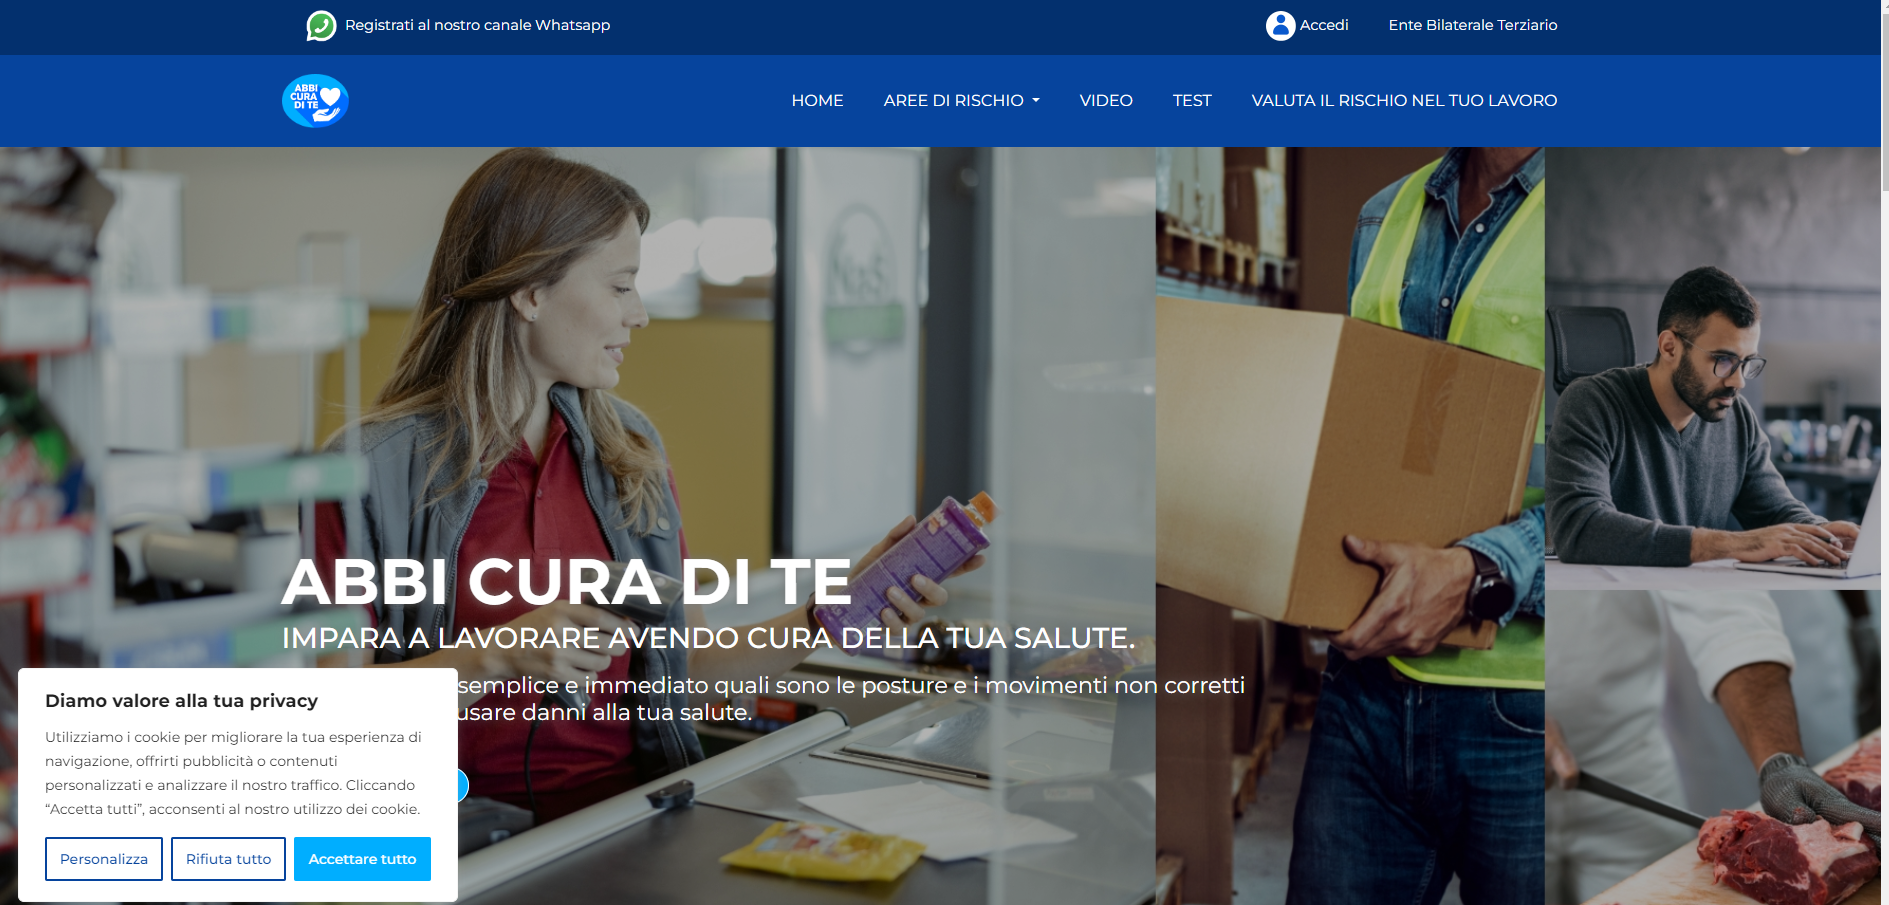 Registrati al nostro canale Whatsapp
Accedi
Ente Bilaterale Terziario
ABBI
CURA
DI TE
HOME
AREE DI RISCHIO
VIDEO
TEST
VALUTA IL RISCHIO NEL TUO LAVORO
ABBI CURA DI TE
IMPARA A LAVORARE AVENDO CURA DELLA TUA SALUTE.
semplice e immediato quali sono le posture e i movimenti non corretti
danni alla tua salute.
Diamo valore alla tua privacy
Utilizziamo i cookie per migliorare la tua esperienza di
navigazione, offrirti pubblicità o contenuti
personalizzati e analizzare il nostro traffico. Cliccando
“Accetta tutti”, acconsenti al nostro utilizzo dei cookie.
Personalizza
Rifiuta tutto
Accettare tutto